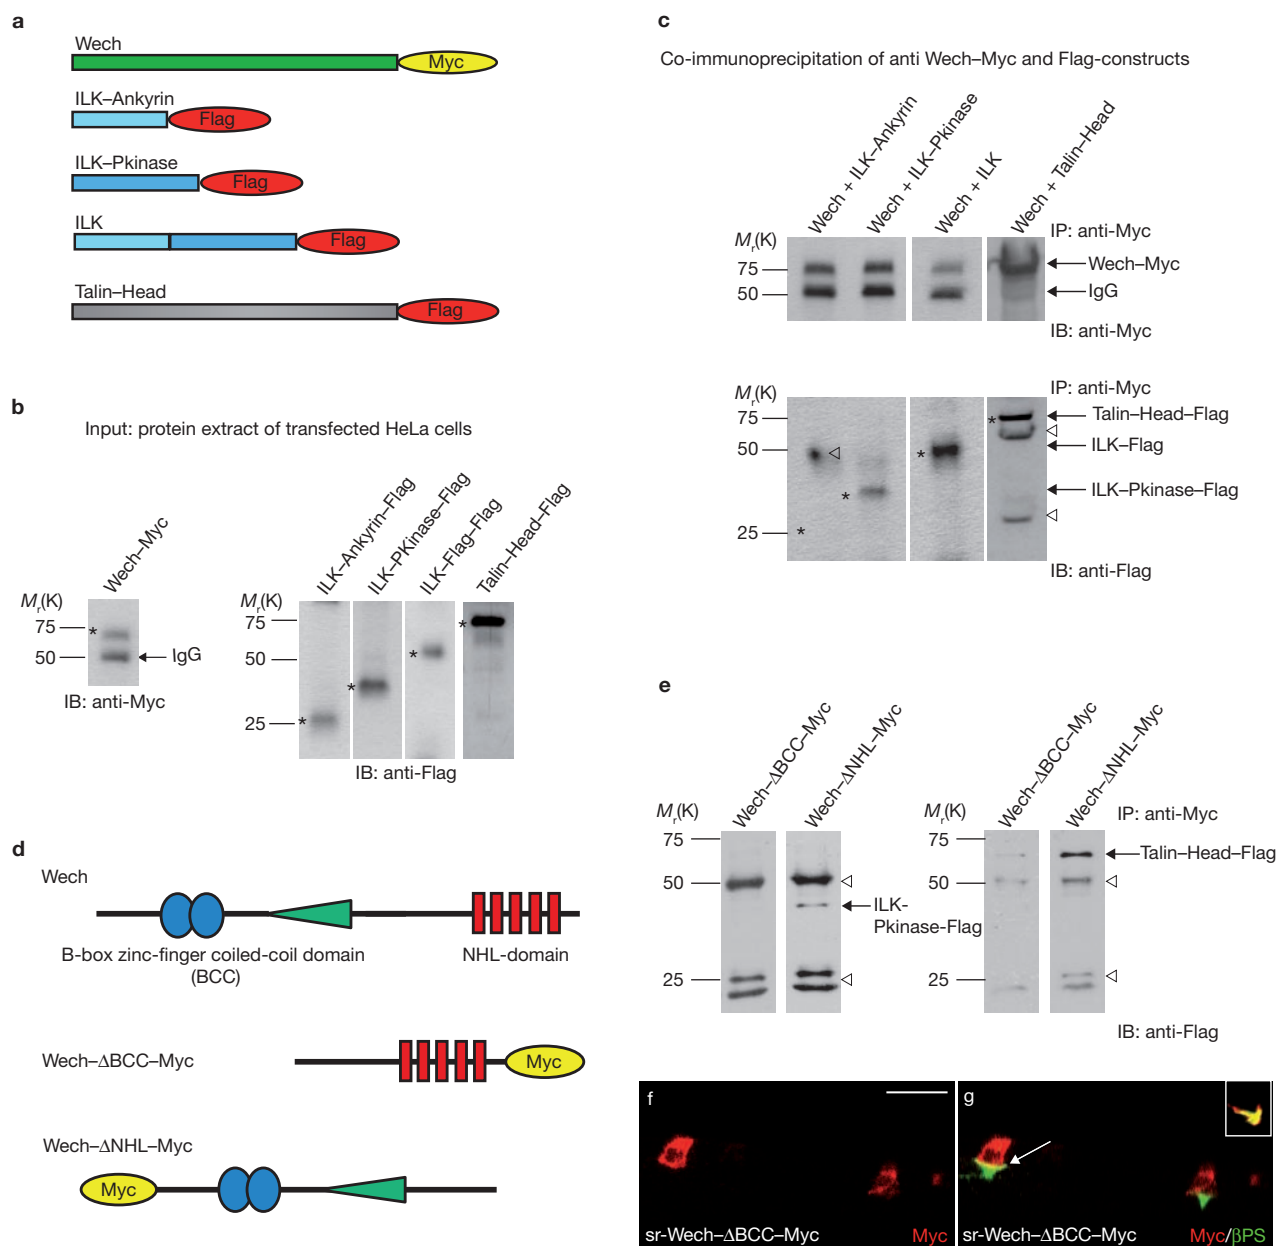 a
Wech
Myc
ILK–Ankyrin
Flag
ILK–Pkinase
Flag
ILK
Flag
Talin–Head
Flag
b
Input: protein extract of transfected HeLa cells
Wech–Myc
Mr(K)
75
*
50
IgG
IB: anti-Myc
ILK–Ankyrin–Flag
ILK–PKinase–Flag
ILK–Flag–Flag
Talin–Head–Flag
Mr(K)
75
50
25
*
*
*
*
IB: anti-Flag
c
Co-immunoprecipitation of anti Wech–Myc and Flag-constructs
Wech + ILK–Ankyrin
Wech + ILK–Pkinase
Wech + ILK
Wech + Talin–Head
Mr(K)
IP: anti-Myc
75
Wech–Myc
50
IgG
IB: anti-Myc
Mr(K)
IP: anti-Myc
75
*
Talin–Head–Flag
50
*
ILK–Flag
*
ILK–Pkinase–Flag
25
*
IB: anti-Flag
d
Wech
B-box zinc-finger coiled-coil domain
(BCC)
NHL-domain
Wech–ΔBCC–Myc
Myc
Wech–ΔNHL–Myc
Myc
e
Wech–ΔBCC–Myc
Wech–ΔNHL–Myc
Mr(K)
75
50
ILK-
Pkinase-Flag
25
Wech–ΔBCC–Myc
Wech–ΔNHL–Myc
Mr(K)
IP: anti-Myc
75
Talin–Head–Flag
50
25
IB: anti-Flag
f
sr-Wech–ΔBCC–Myc
Myc
g
sr-Wech–ΔBCC–Myc
Myc/βPS